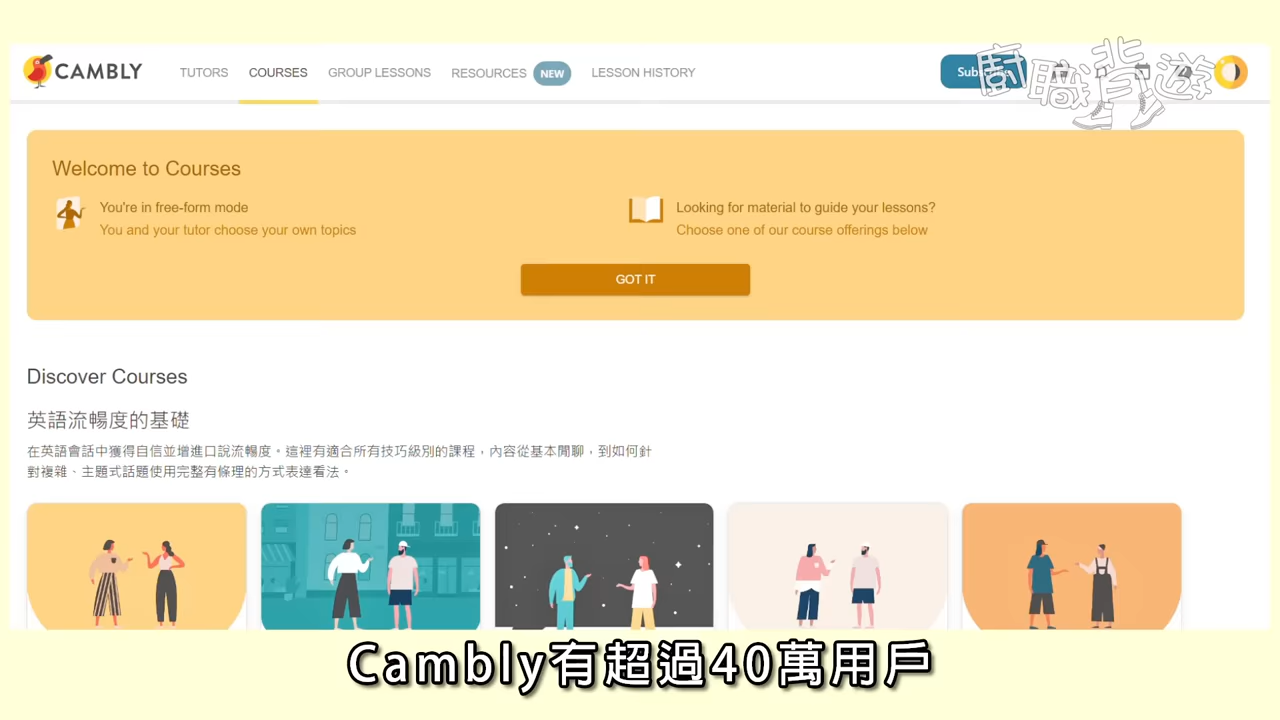 CAMBLY
TUTORS
COURSES
GROUP LESSONS
RESOURCES NEW
LESSON HISTORY
廚職背遊
Welcome to Courses
You're in free-form mode
You and your tutor choose your own topics
Looking for material to guide your lessons?
Choose one of our course offerings below
GOT IT
Discover Courses
英語流暢度的基礎
在英語會話中獲得自信並增進口說流暢度。這裡有適合所有技巧級別的課程，內容從基本閒聊，到如何針
對複雜、主題式話題使用完整有條理的方式表達看法。
Cambly有超過40萬用戶